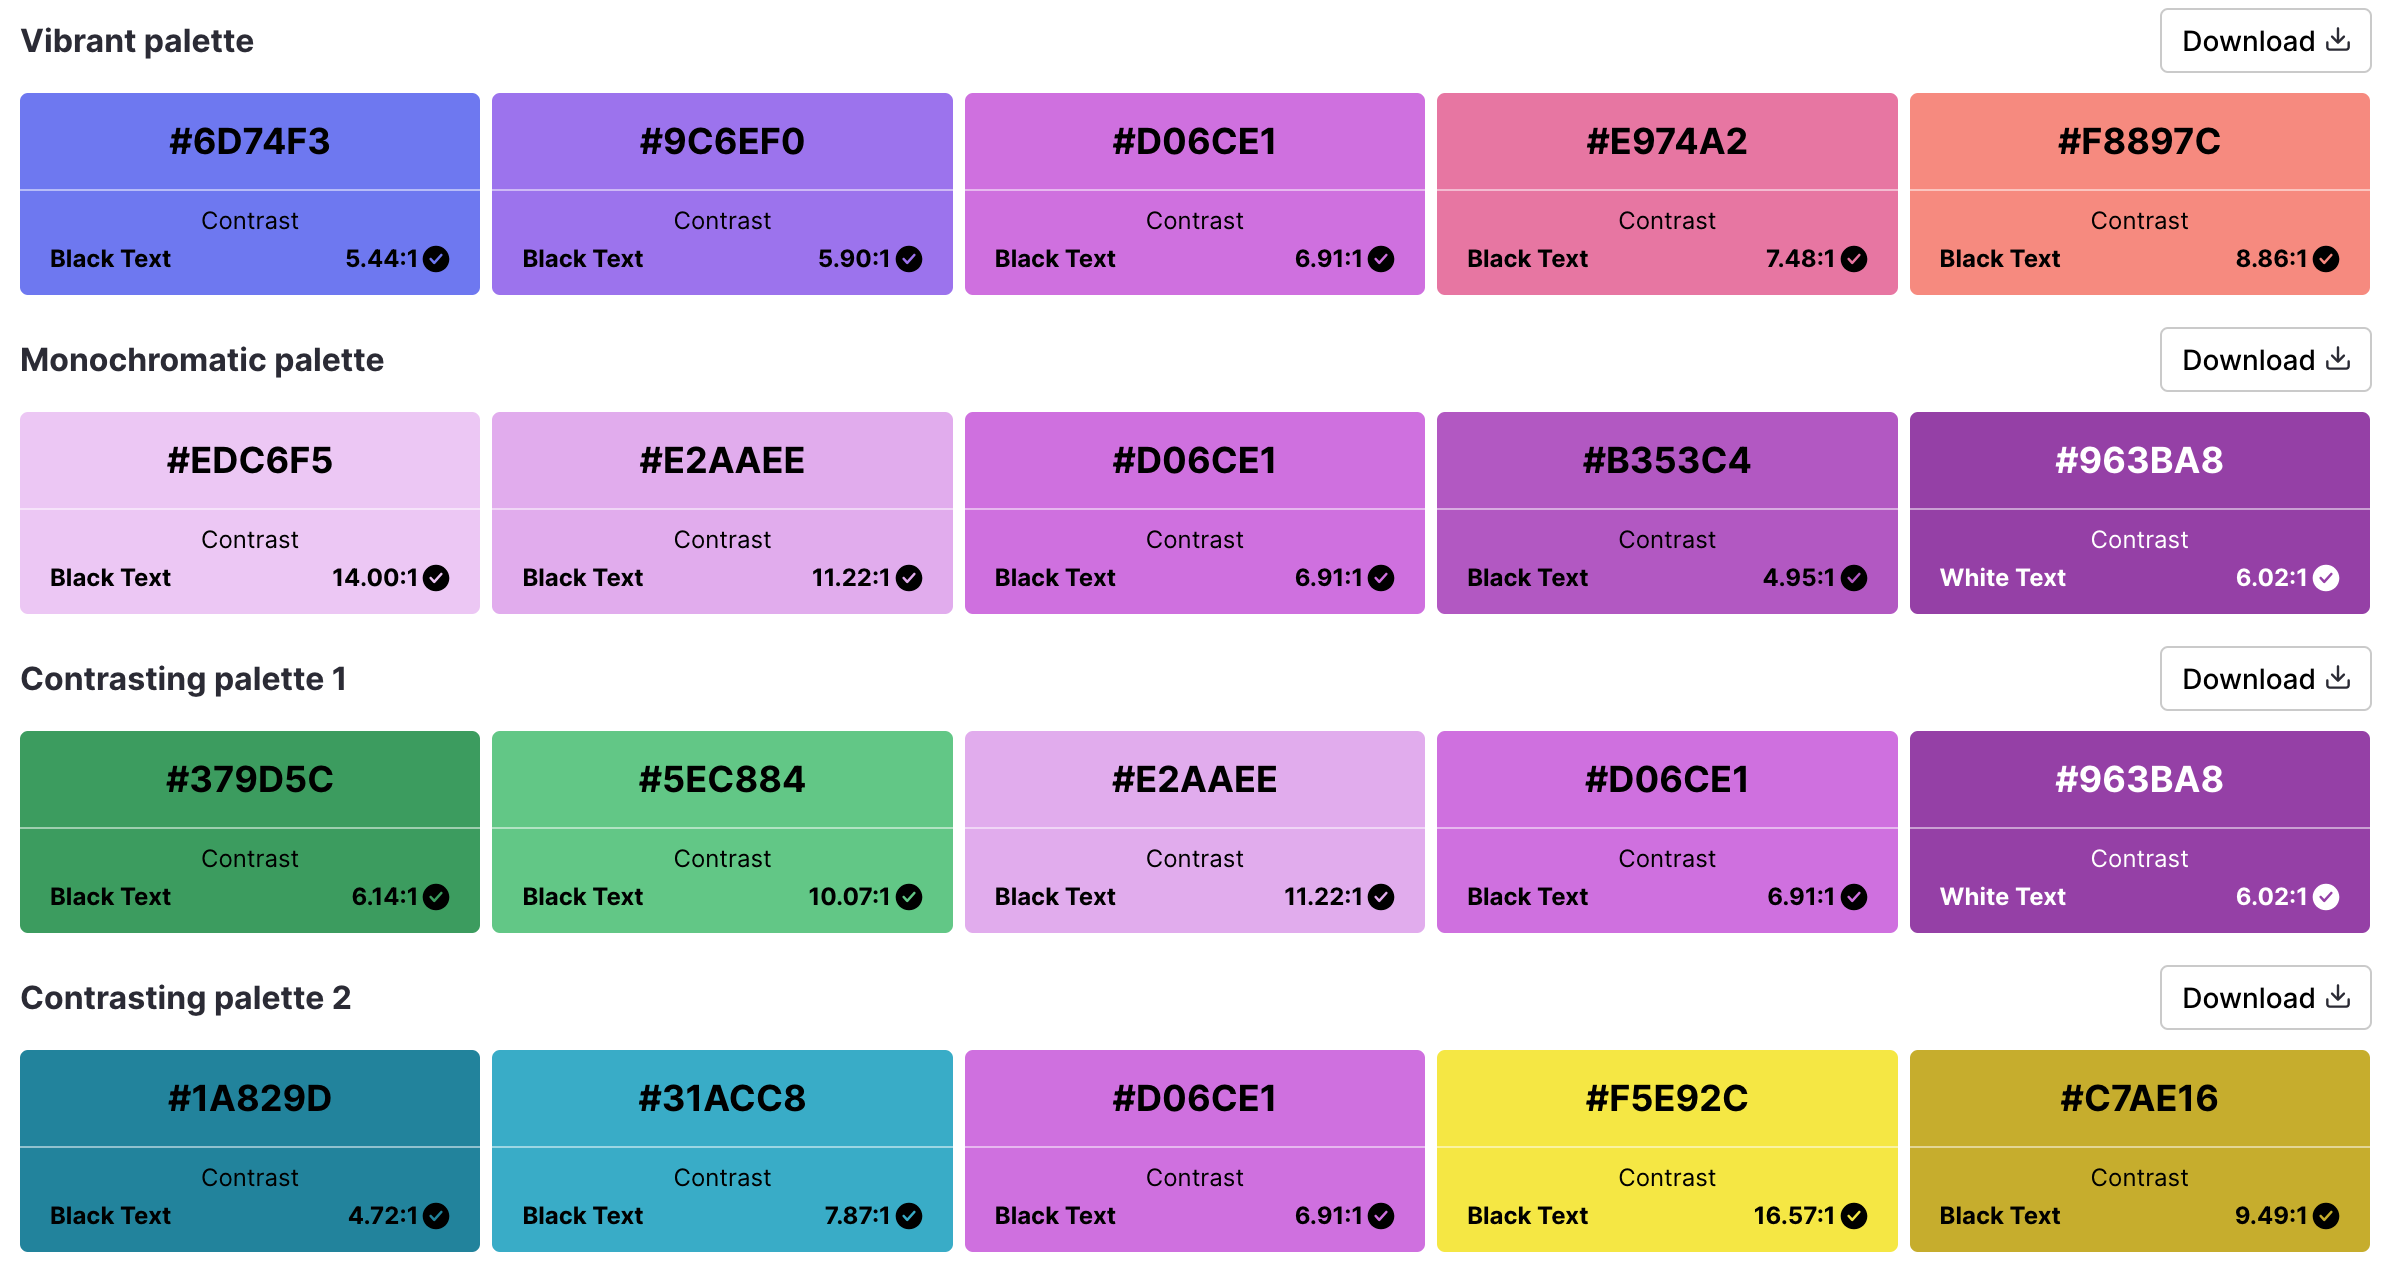 Vibrant palette
Download
#6D74F3
#9C6EF0
#D06CE1
#E974A2
#F8897C
Contrast
Contrast
Contrast
Contrast
Contrast
Black Text 5.44:1
Black Text 5.90:1
Black Text 6.91:1
Black Text 7.48:1
Black Text 8.86:1
Monochromatic palette
Download
#EDC6F5
#E2AAEE
#D06CE1
#B353C4
#963BA8
Contrast
Contrast
Contrast
Contrast
Contrast
Black Text 14.00:1
Black Text 11.22:1
Black Text 6.91:1
Black Text 4.95:1
White Text 6.02:1
Contrasting palette 1
Download
#379D5C
#5EC884
#E2AAEE
#D06CE1
#963BA8
Contrast
Contrast
Contrast
Contrast
Contrast
Black Text 6.14:1
Black Text 10.07:1
Black Text 11.22:1
Black Text 6.91:1
White Text 6.02:1
Contrasting palette 2
Download
#1A829D
#31ACC8
#D06CE1
#F5E92C
#C7AE16
Contrast
Contrast
Contrast
Contrast
Contrast
Black Text 4.72:1
Black Text 7.87:1
Black Text 6.91:1
Black Text 16.57:1
Black Text 9.49:1